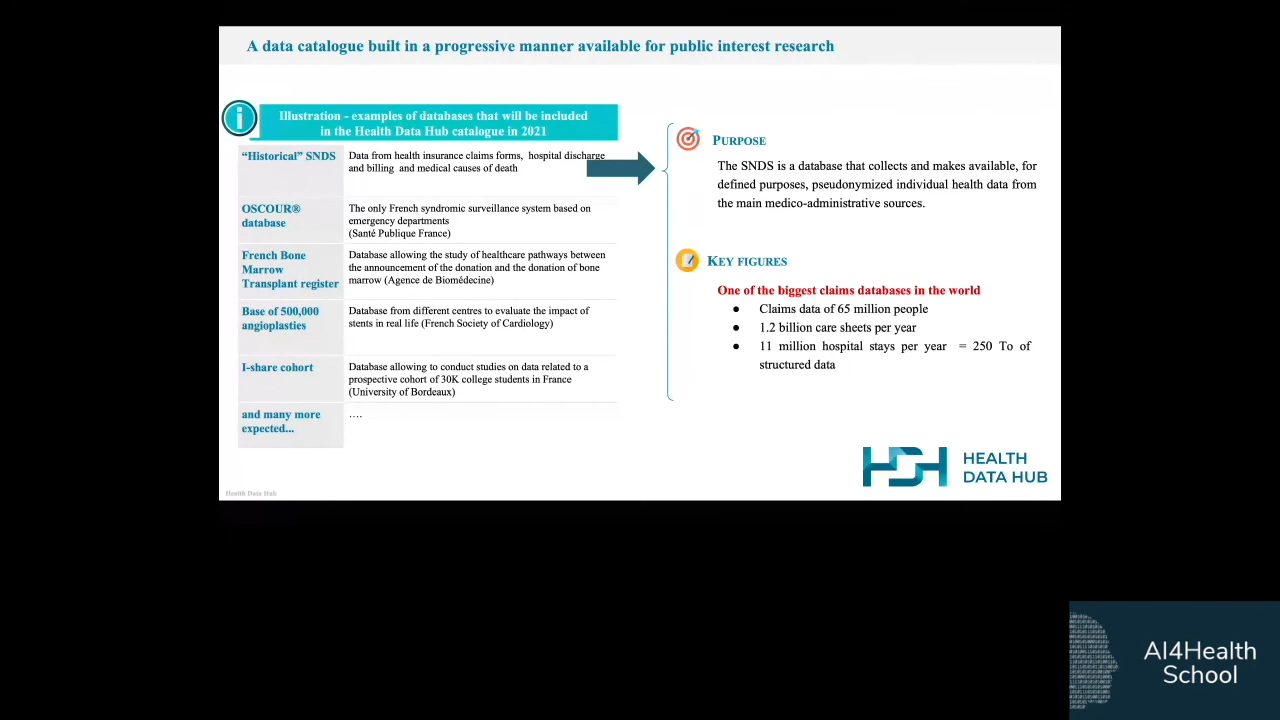 A data catalogue built in a progressive manner available for public interest research
Illustration - examples of databases that will be included
in the Health Data Hub catalogue in 2021
“Historical” SNDS
Data from health insurance claims forms, hospital discharge
and billing and medical causes of death
OSCOUR®
database
The only French syndromic surveillance system based on
emergency departments
(Santé Publique France)
French Bone
Marrow
Transplant register
Database allowing the study of healthcare pathways between
the announcement of the donation and the donation of bone
marrow (Agence de Biomédecine)
Base of 500,000
angioplasties
Database from different centres to evaluate the impact of
stents in real life (French Society of Cardiology)
I-share cohort
Database allowing to conduct studies on data related to a
prospective cohort of 30K college students in France
(University of Bordeaux)
and many more
expected...
….
PURPOSE
The SNDS is a database that collects and makes available, for
defined purposes, pseudonymized individual health data from
the main medico-administrative sources.
KEY FIGURES
One of the biggest claims databases in the world
● Claims data of 65 million people
● 1.2 billion care sheets per year
● 11 million hospital stays per year = 250 To of
structured data
HEALTH
DATA HUB
Health Data Hub
AI4Health
School